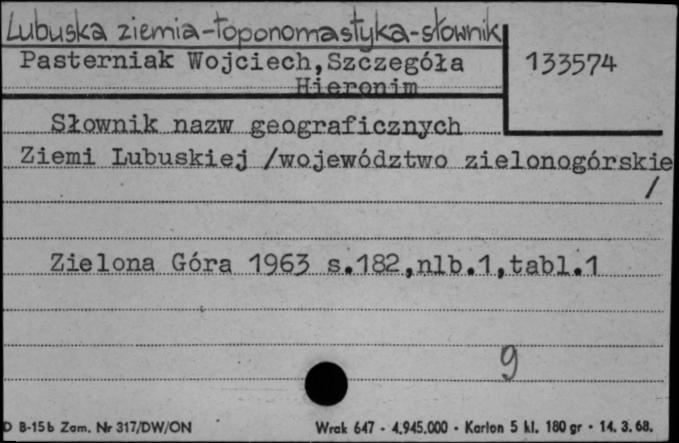 Lubuska ziemia-toponomastyka-słownik
Pasterniak Wojciech,Szczegóła
Hieronim
133574
Słownik nazw geograficznych
Ziemi Lubuskiej /województwo zielonogórskie
/
Zielona Góra 1963 s.182,nlb.1,tabl.1
9
D B-15b Zam. Nr 317/DW/ON Wrak 647 - 4.945.000 - Karton 5 kl. 180 gr - 14. 3. 68.